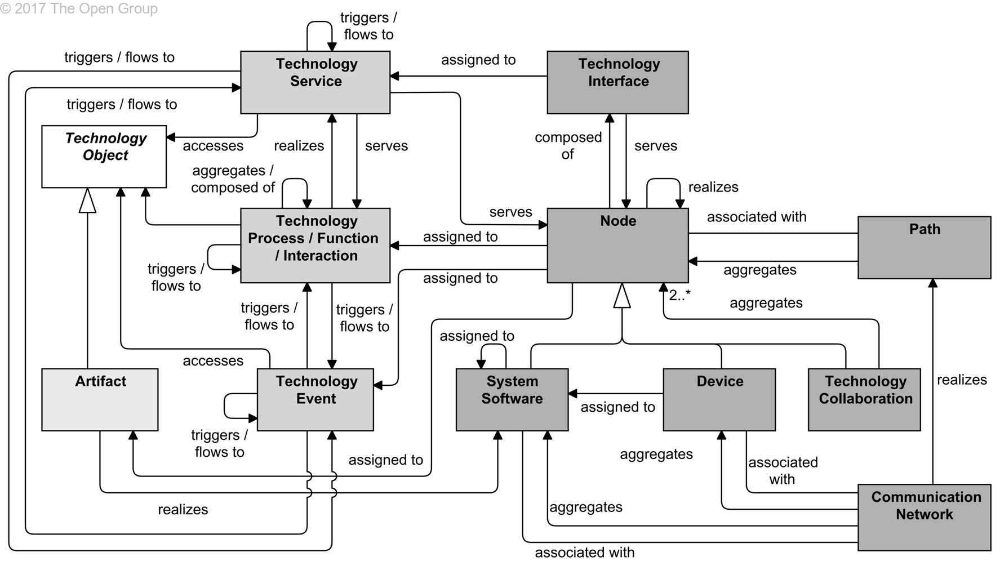 © 2017 The Open Group
triggers /
flows to
triggers / flows to
Technology
Service
assigned to
Technology
Interface
triggers / flows to
Technology
Object
accesses
realizes
serves
composed
of
serves
aggregates /
composed of
realizes
Technology
Process / Function
/ Interaction
serves
Node
associated with
Path
assigned to
triggers /
flows to
assigned to
aggregates
2..*
aggregates
triggers /
flows to
triggers /
flows to
assigned to
accesses
Artifact
Technology
Event
System
Software
Device
Technology
Collaboration
realizes
assigned to
triggers /
flows to
assigned to
aggregates
associated
with
realizes
aggregates
Communication
Network
associated with